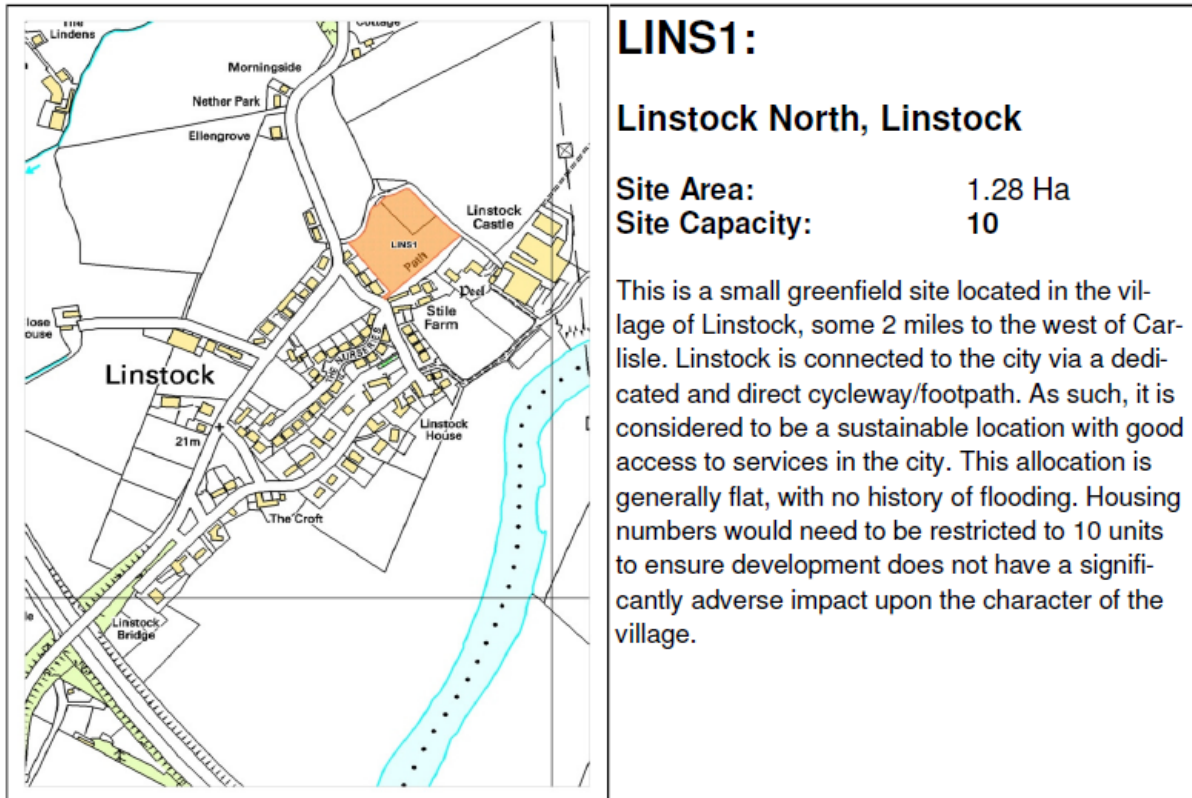 The
Lindens
Cottage
Morningside
Nether Park
Ellengrove
Linstock
Castle
LINS1
Path
Peel
Stile
Farm
THE NURSERIES
Linstock
21m
Linstock
House
The Croft
Linstock
Bridge
LINS1:
Linstock North, Linstock
Site Area: 1.28 Ha
Site Capacity: 10
This is a small greenfield site located in the vil-
lage of Linstock, some 2 miles to the west of Car-
lisle. Linstock is connected to the city via a dedi-
cated and direct cycleway/footpath. As such, it is
considered to be a sustainable location with good
access to services in the city. This allocation is
generally flat, with no history of flooding. Housing
numbers would need to be restricted to 10 units
to ensure development does not have a signifi-
cantly adverse impact upon the character of the
village.